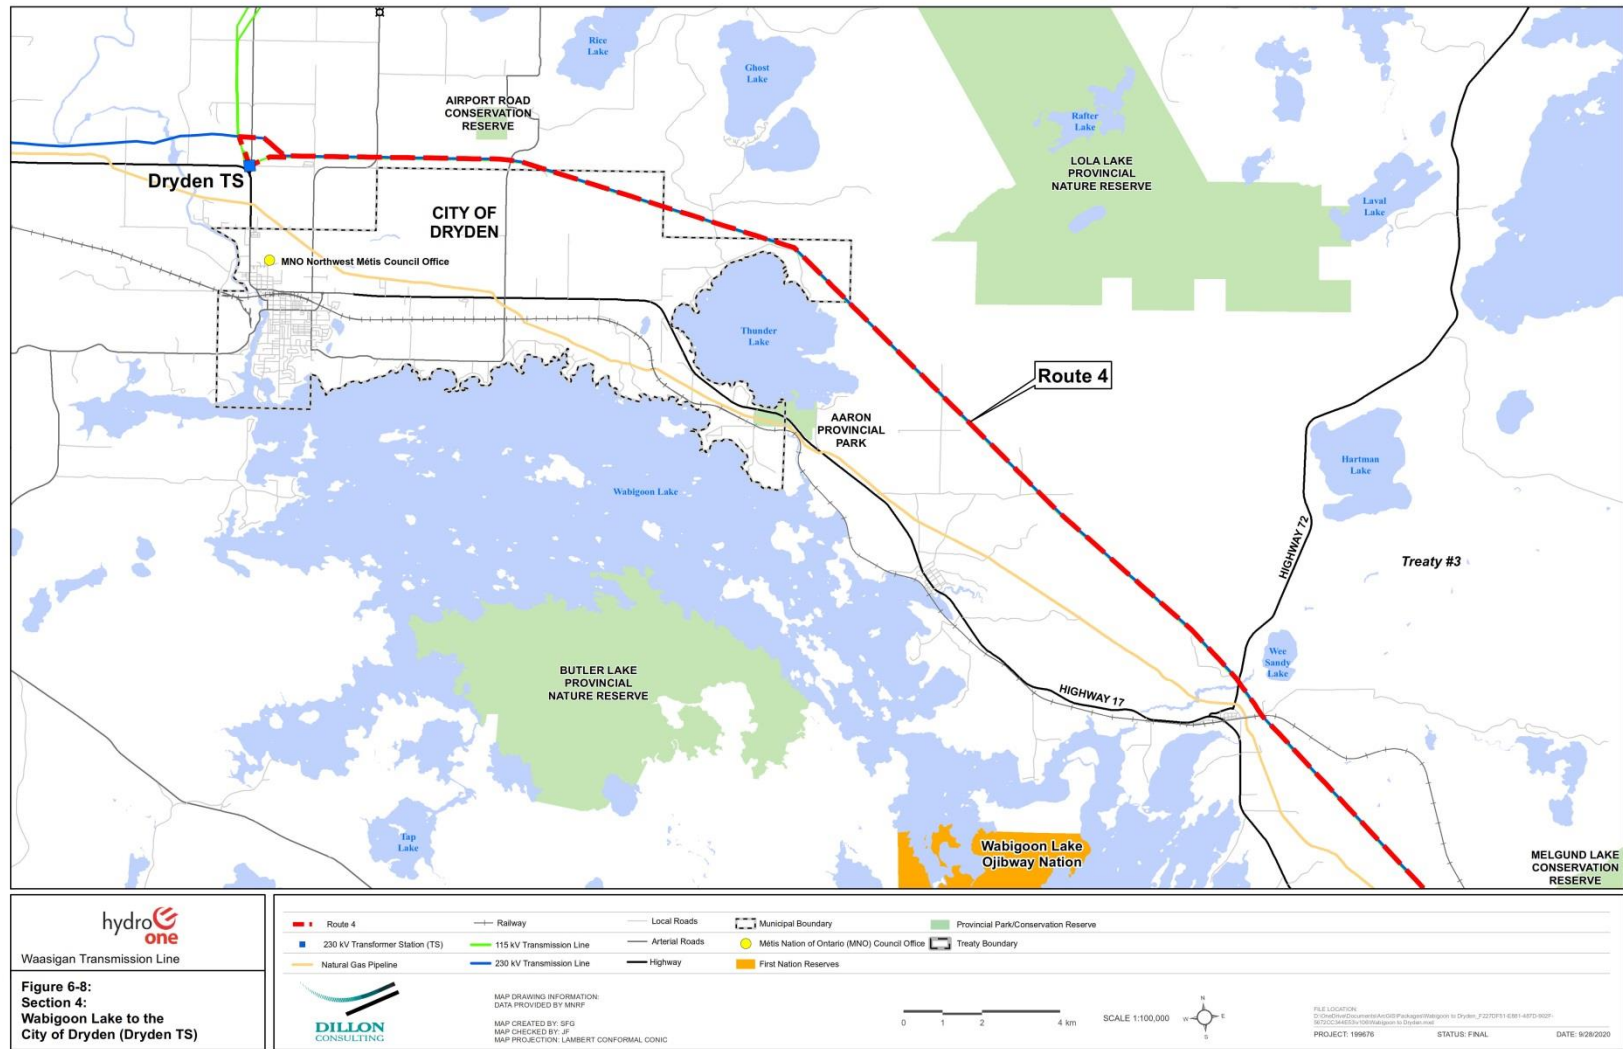 Rice
Lake
Ghost
Lake
AIRPORT ROAD
CONSERVATION
RESERVE
Rafter
Lake
LOLA LAKE
PROVINCIAL
NATURE RESERVE
Laval
Lake
Dryden TS
CITY OF
DRYDEN
MNO Northwest Métis Council Office
Thunder
Lake
Route 4
AARON
PROVINCIAL
PARK
Hartman
Lake
Wabigoon Lake
HIGHWAY 72
Treaty #3
BUTLER LAKE
PROVINCIAL
NATURE RESERVE
Wee
Sandy
Lake
HIGHWAY 17
Tap
Lake
Wabigoon Lake
Ojibway Nation
MELGUND LAKE
CONSERVATION
RESERVE
hydro
one
Waasigan Transmission Line
Figure 6-8:
Section 4:
Wabigoon Lake to the
City of Dryden (Dryden TS)
Route 4
Railway
Local Roads
Municipal Boundary
Provincial Park/Conservation Reserve
230 kV Transformer Station (TS)
115 kV Transmission Line
Arterial Roads
Métis Nation of Ontario (MNO) Council Office
Treaty Boundary
Natural Gas Pipeline
230 kV Transmission Line
Highway
First Nation Reserves
DILLON
CONSULTING
MAP DRAWING INFORMATION:
DATA PROVIDED BY MNRF
MAP CREATED BY: SFG
MAP CHECKED BY: JF
MAP PROJECTION: LAMBERT CONFORMAL CONIC
0 1 2 4 km
SCALE 1:100,000
N
W E
S
FILE LOCATION:
PROJECT: 199676
STATUS: FINAL
DATE: 9/28/2020